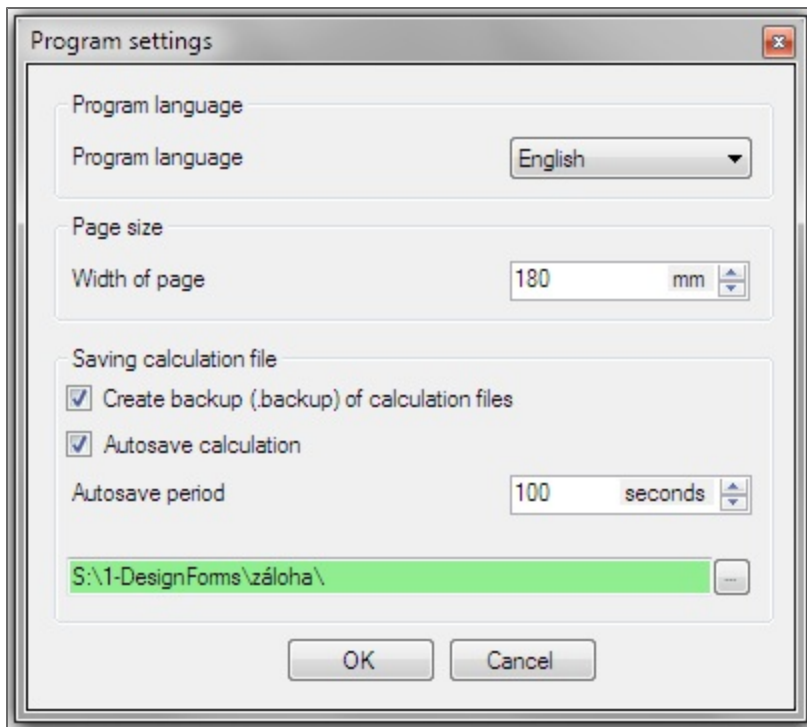 Program settings
Program language
Program language English
Page size
Width of page 180 mm
Saving calculation file
Create backup (.backup) of calculation files
Autosave calculation
Autosave period 100 seconds
S:\1-DesignForms\záloha\ ...
OK Cancel